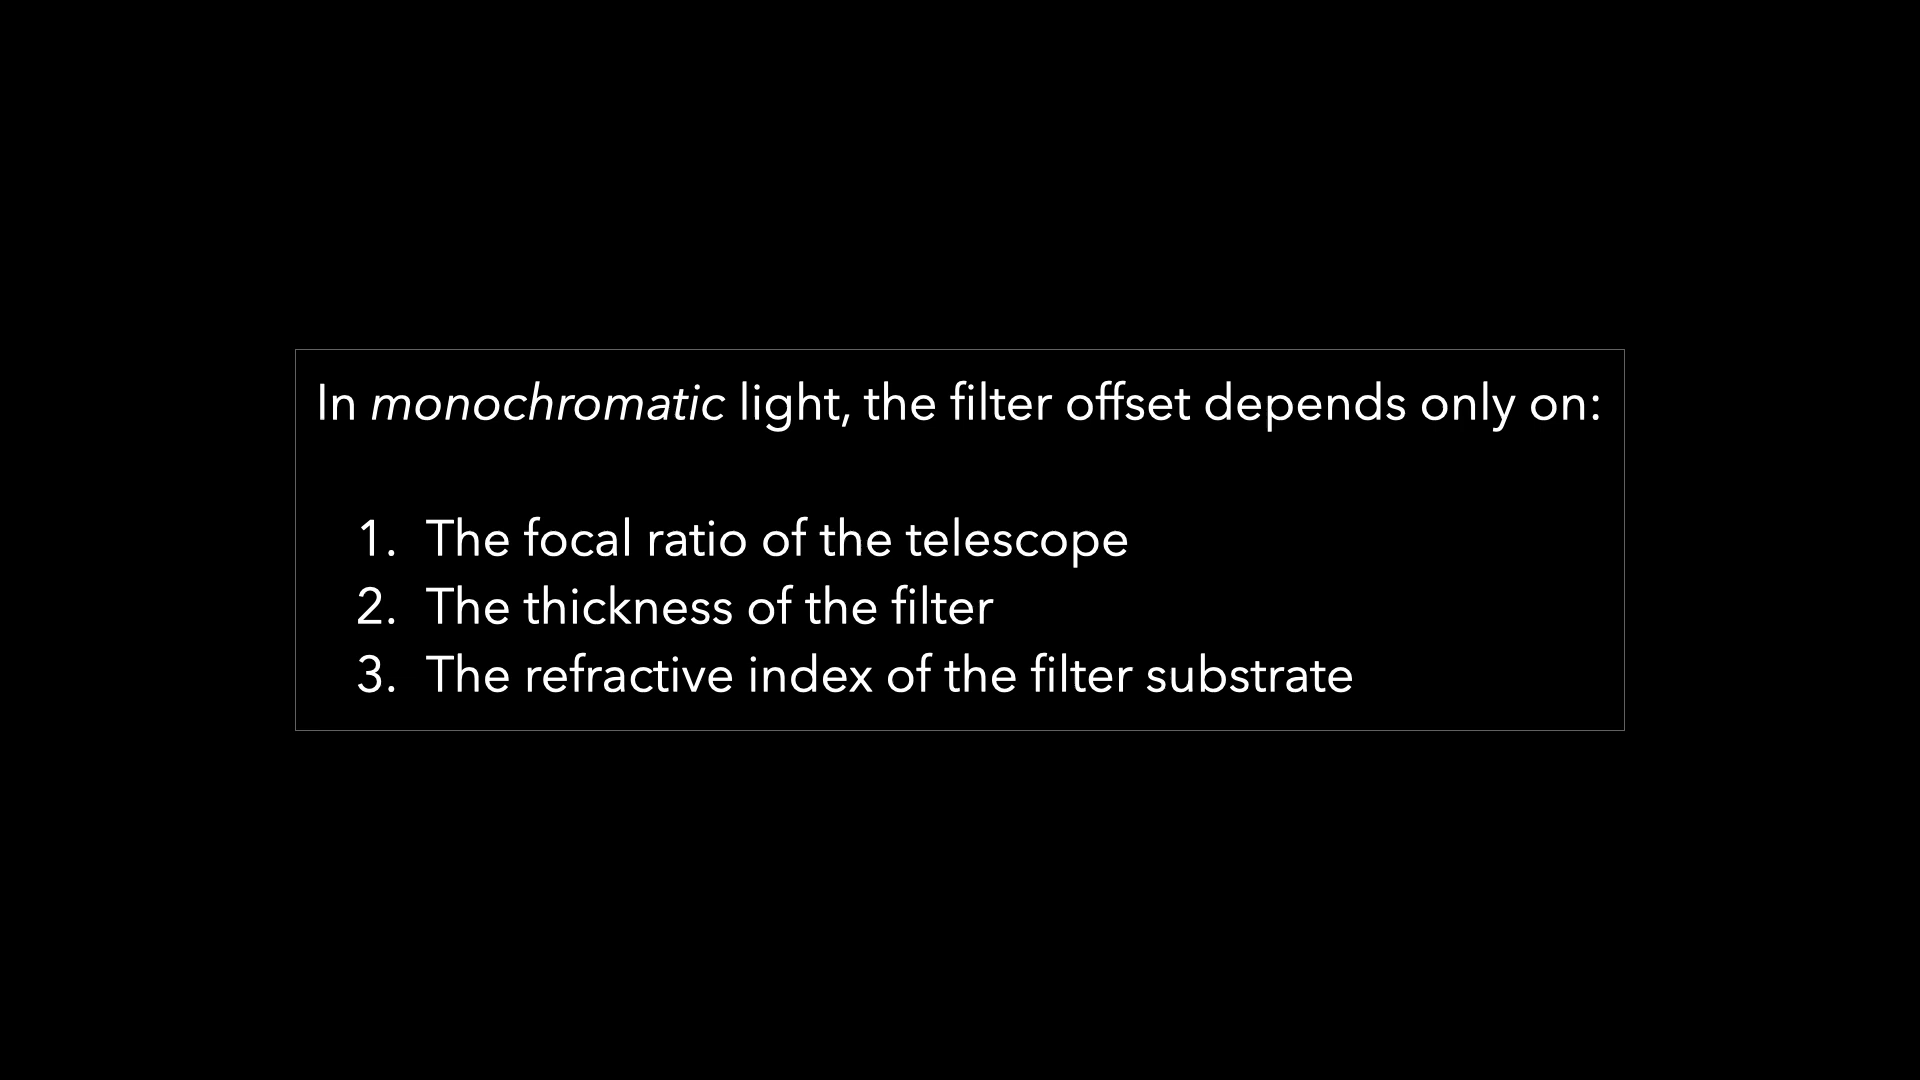 In monochromatic light, the filter offset depends only on:
1. The focal ratio of the telescope
2. The thickness of the filter
3. The refractive index of the filter substrate